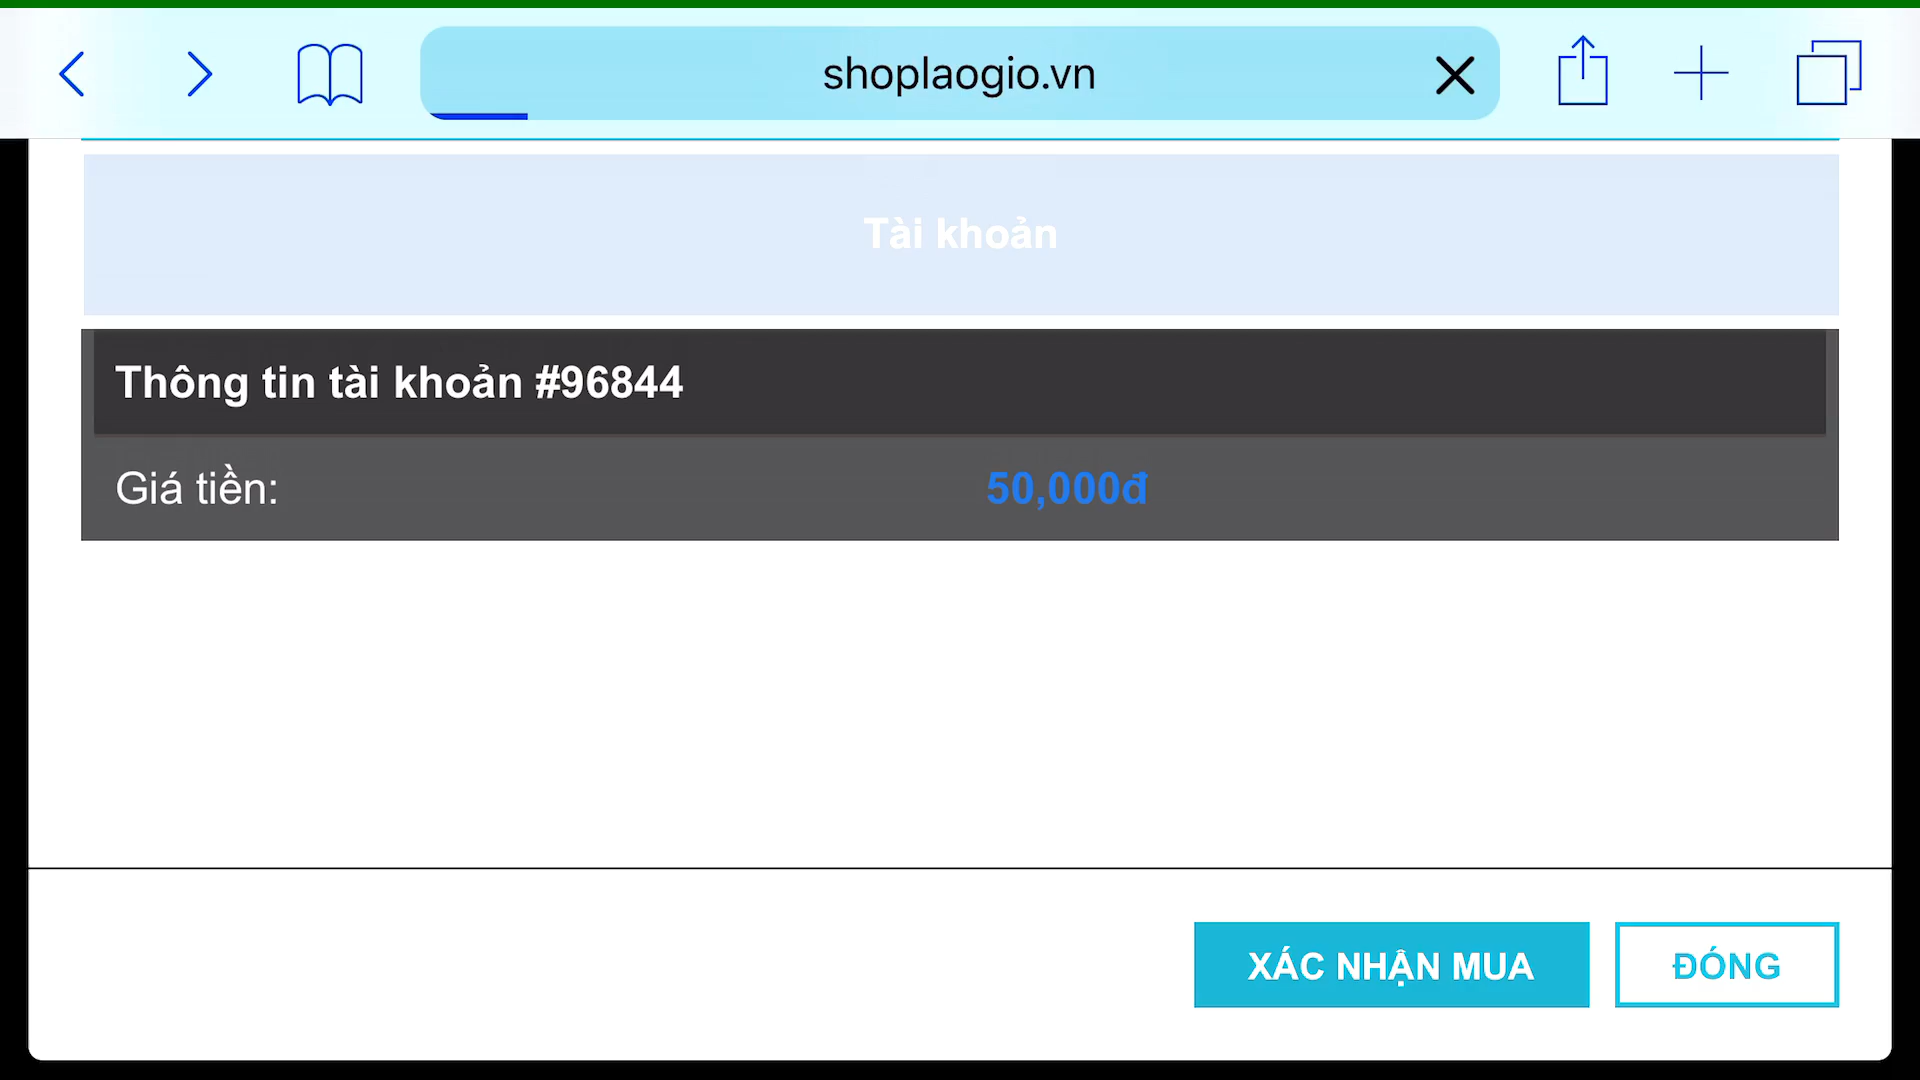 shoplaogio.vn
Tài khoản
Thông tin tài khoản #96844
Giá tiền: 50,000đ
XÁC NHẬN MUA ĐÓNG